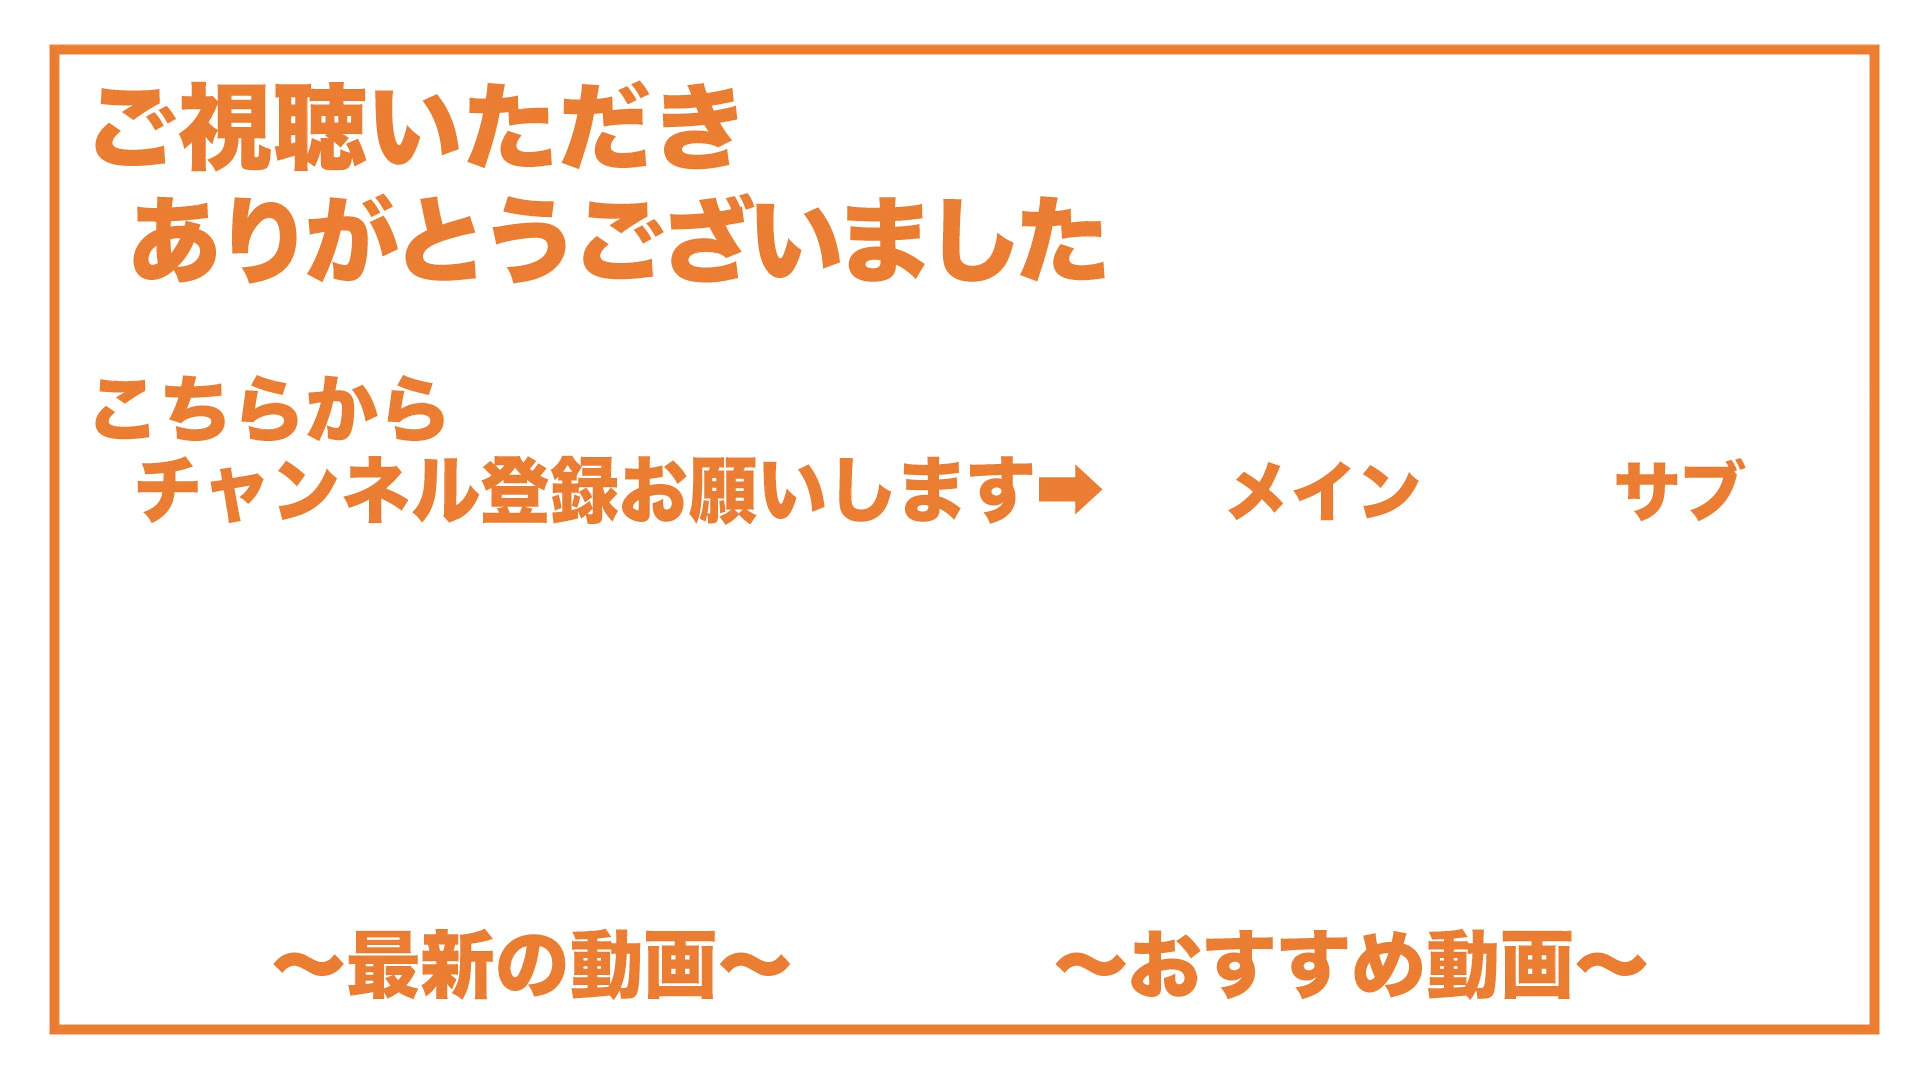 ご視聴いただき
ありがとうございました
こちらから
チャンネル登録お願いします➡ メイン サブ
～最新の動画～ ～おすすめ動画～